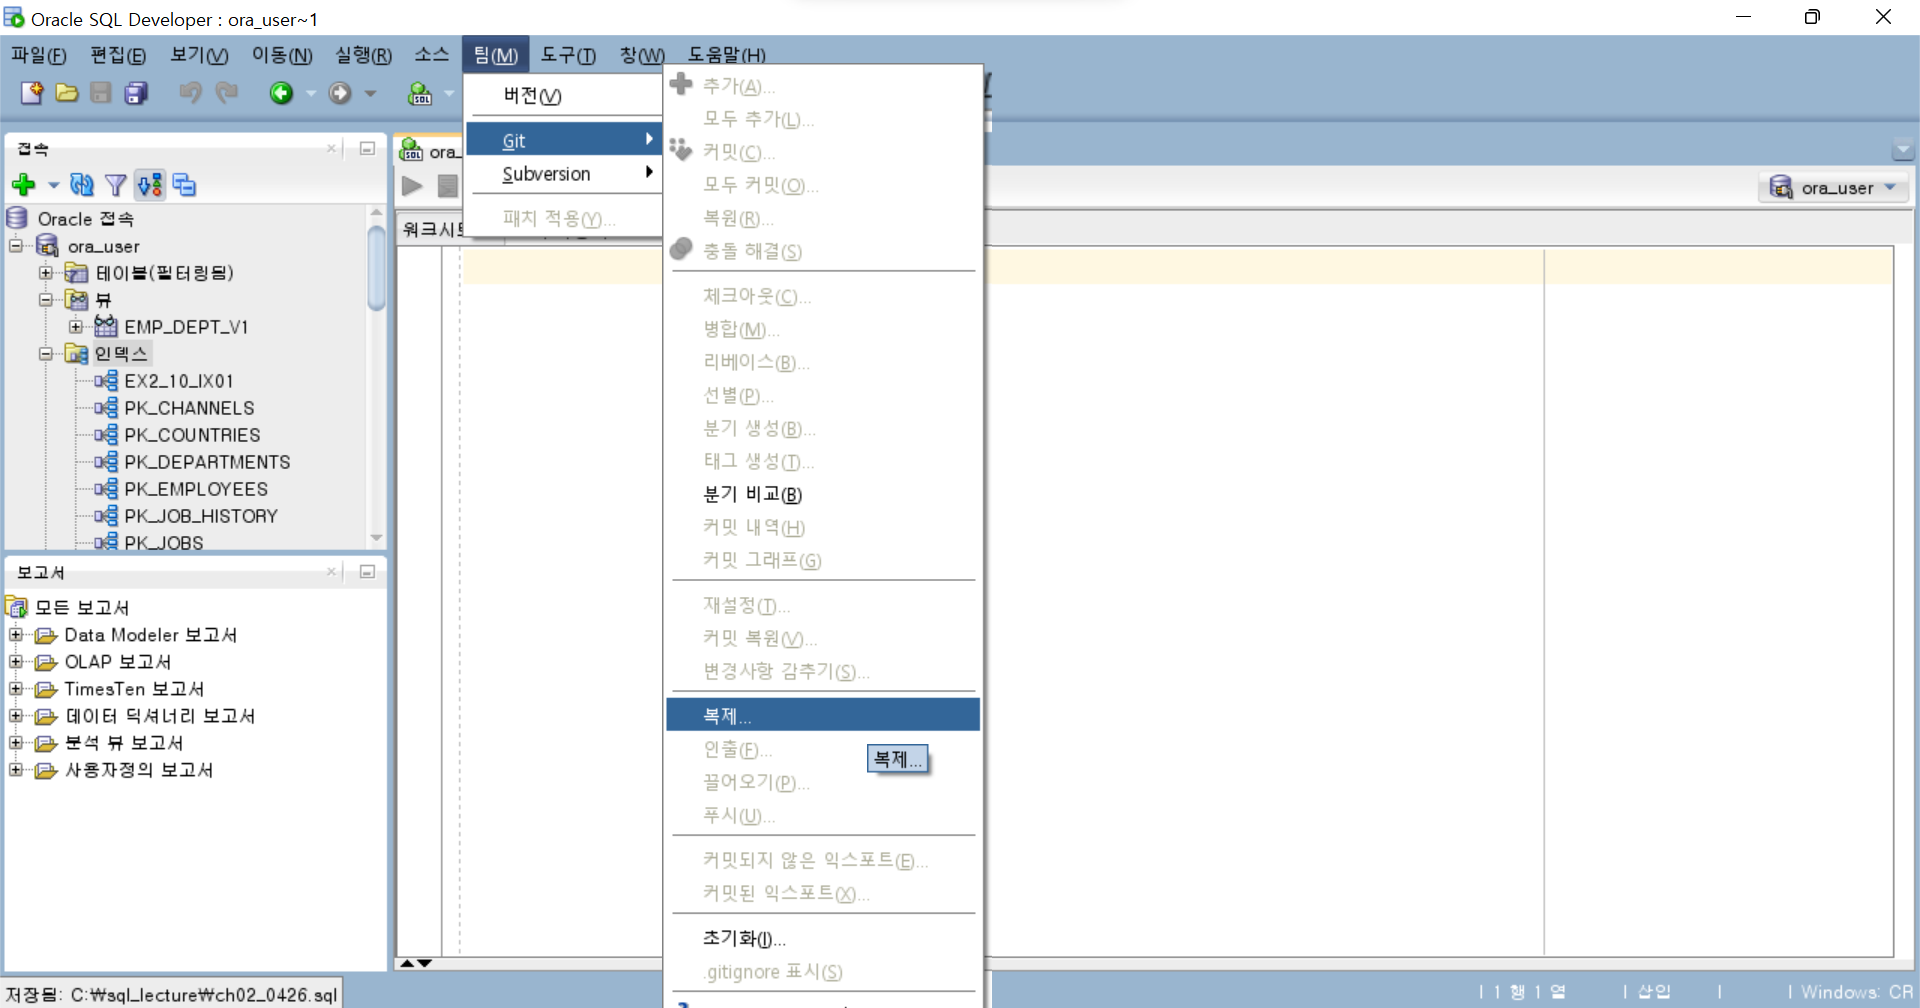 Oracle SQL Developer : ora_user~1
파일(F) 편집(E) 보기(V) 이동(N) 실행(R) 소스 팀(M) 도구(T) 창(W) 도움말(H)
버전(V)
Git
Subversion
패치 적용(Y)...
추가(A)...
모두 추가(L)...
커밋(C)...
모두 커밋(O)...
복원(R)...
충돌 해결(S)
체크아웃(C)...
병합(M)...
리베이스(B)...
선별(P)...
분기 생성(B)...
태그 생성(T)...
분기 비교(B)
커밋 내역(H)
커밋 그래프(G)
재설정(T)...
커밋 복원(V)...
변경사항 감추기(S)...
복제...
인출(F)...
복제...
끌어오기(P)...
푸시(U)...
커밋되지 않은 익스포트(E)...
커밋된 익스포트(X)...
초기화(I)...
.gitignore 표시(S)
접속
Oracle 접속
ora_user
테이블(필터링됨)
뷰
EMP_DEPT_V1
인덱스
EX2_10_IX01
PK_CHANNELS
PK_COUNTRIES
PK_DEPARTMENTS
PK_EMPLOYEES
PK_JOB_HISTORY
PK_JOBS
보고서
모든 보고서
Data Modeler 보고서
OLAP 보고서
TimesTen 보고서
데이터 딕셔너리 보고서
분석 뷰 보고서
사용자정의 보고서
SQL
SQL ora_
워크시트
ora_user
저장됨: C:₩sql_lecture₩ch02_0426.sql
1 행 1 열
산입
Windows: CR